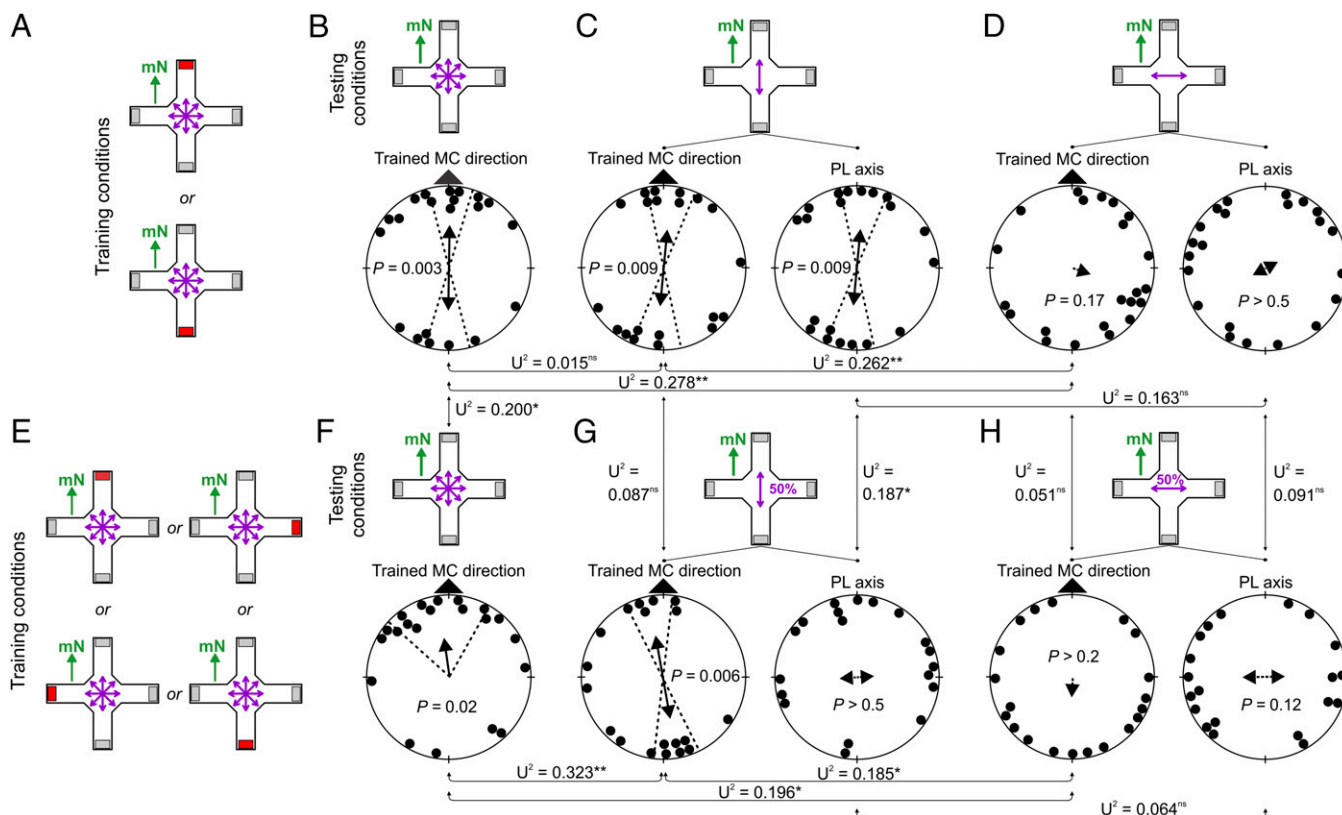 A
Training conditions
mN
or
mN
B
Testing conditions
mN
Trained MC direction
P = 0.003
C
mN
Trained MC direction
P = 0.009
PL axis
P = 0.009
D
mN
Trained MC direction
P = 0.17
PL axis
P > 0.5
U² = 0.015ⁿˢ
U² = 0.262**
U² = 0.278**
U² = 0.200*
U² = 0.163ⁿˢ
E
Training conditions
mN
or
mN
or
or
mN
or
mN
F
Testing conditions
mN
Trained MC direction
P = 0.02
U² =
0.087ⁿˢ
G
mN
50%
U² =
0.187*
Trained MC direction
P = 0.006
PL axis
P > 0.5
U² =
0.051ⁿˢ
H
mN
50%
U² =
0.091ⁿˢ
Trained MC direction
P > 0.2
PL axis
P = 0.12
U² = 0.323**
U² = 0.185*
U² = 0.196*
U² = 0.064ⁿˢ